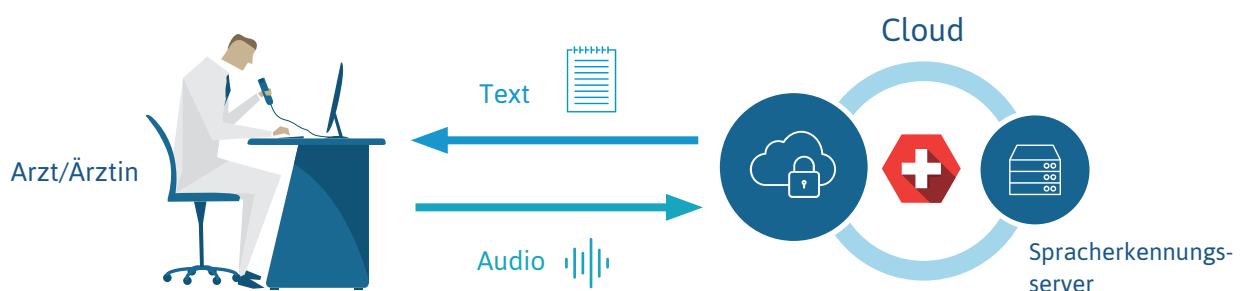 Cloud
Text
Arzt/Ärztin
Audio
Spracherkennungs-
server